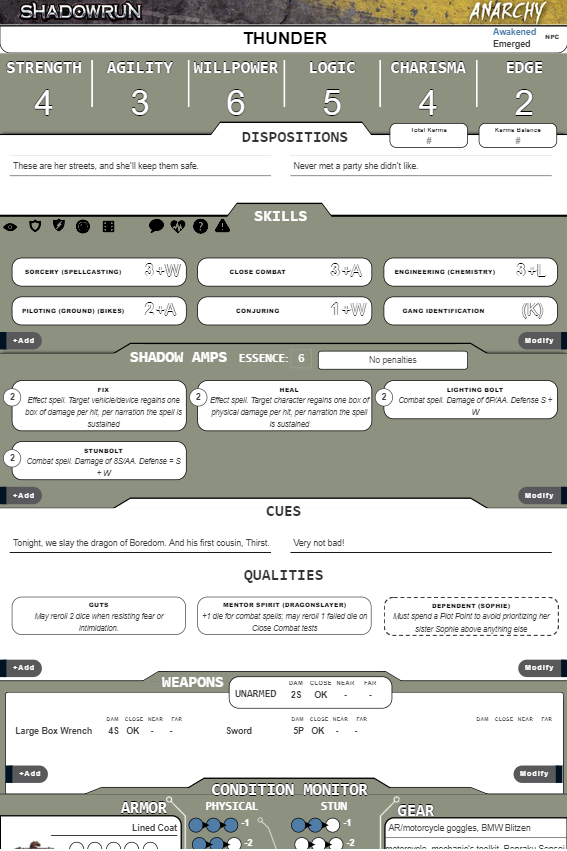 SHADOWRUN ANARCHY
THUNDER
Awakened
Emerged
NPC
STRENGTH AGILITY WILLPOWER LOGIC CHARISMA EDGE
4 3 6 5 4 2
DISPOSITIONS
Total Karma
#
Karma Balance
#
These are her streets, and she'll keep them safe.
Never met a party she didn't like.
SKILLS
SORCERY (SPELLCASTING) 3+W
CLOSE COMBAT 3+A
ENGINEERING (CHEMISTRY) 3+L
PILOTING (GROUND) (BIKES) 2+A
CONJURING 1+W
GANG IDENTIFICATION (K)
+Add
Modify
SHADOW AMPS ESSENCE: 6 No penalties
2
FIX
Effect spell. Target vehicle/device regains one
box of damage per hit, per narration the spell is
sustained
2
HEAL
Effect spell. Target character regains one box of
physical damage per hit, per narration the spell
is sustained
2
LIGHTING BOLT
Combat spell. Damage of 6P/AA. Defense S +
W
2
STUNBOLT
Combat spell. Damage of 8S/AA. Defense = S
+ W
+Add
Modify
CUES
Tonight, we slay the dragon of Boredom. And his first cousin, Thirst.
Very not bad!
QUALITIES
GUTS
May reroll 2 dice when resisting fear or
intimidation.
MENTOR SPIRIT (DRAGONSLAYER)
+1 die for combat spells; may reroll 1 failed die on
Close Combat tests
DEPENDENT (SOPHIE)
Must spend a Plot Point to avoid prioritizing her
sister Sophie above anything else
+Add
Modify
WEAPONS
DAM CLOSE NEAR FAR
UNARMED 2S OK - -
DAM CLOSE NEAR FAR
Large Box Wrench 4S OK - -
DAM CLOSE NEAR FAR
Sword 5P OK - -
DAM CLOSE NEAR FAR
+Add
Modify
CONDITION MONITOR
ARMOR
PHYSICAL
STUN
GEAR
Lined Coat
-1
-1
-2
-2
AR/motorcycle goggles, BMW Blitzen
motorcycle, mechanic's toolkit, Renraku Sensei